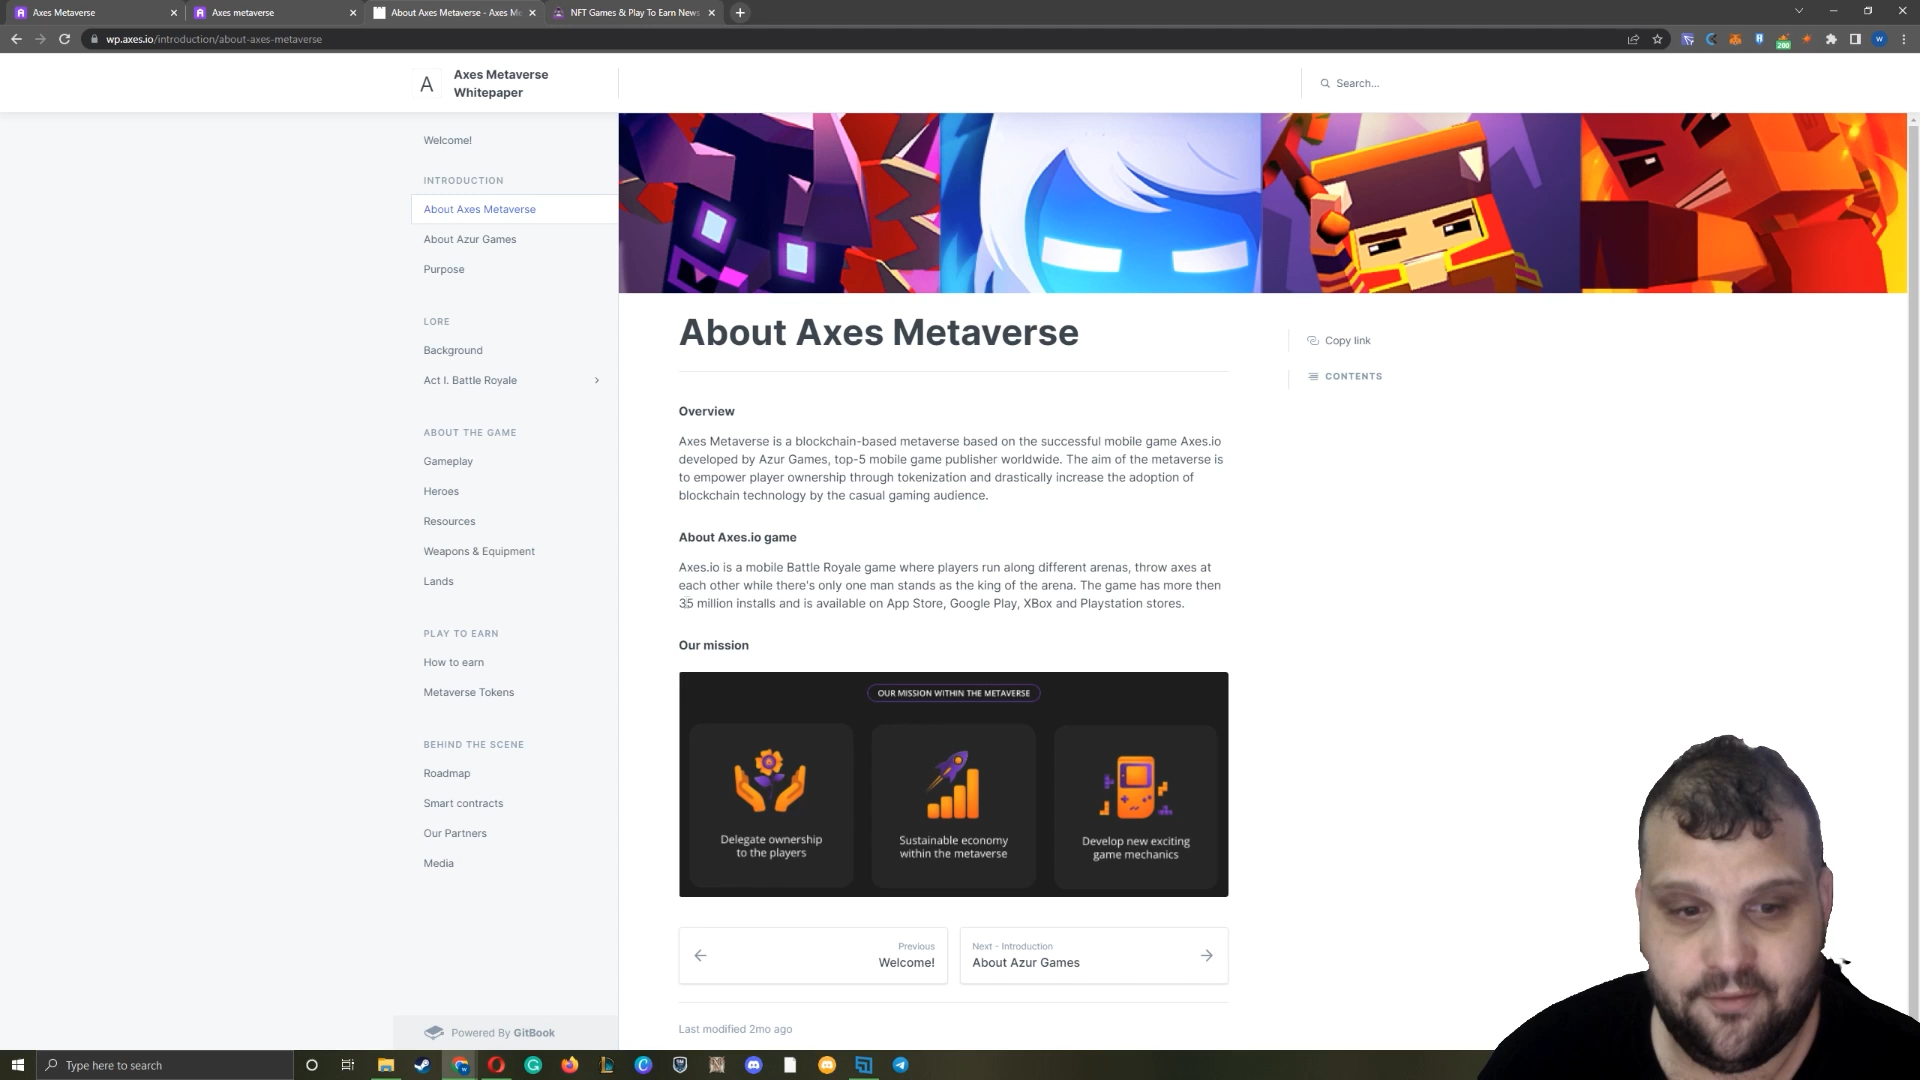 Axes Metaverse
Axes metaverse
About Axes Metaverse - Axes Me
NFT Games & Play To Earn News
wp.axes.io/introduction/about-axes-metaverse
200
W
A
Axes Metaverse
Whitepaper
Search...
Welcome!
INTRODUCTION
About Axes Metaverse
About Azur Games
Purpose
LORE
Background
Act I. Battle Royale
ABOUT THE GAME
Gameplay
Heroes
Resources
Weapons & Equipment
Lands
PLAY TO EARN
How to earn
Metaverse Tokens
BEHIND THE SCENE
Roadmap
Smart contracts
Our Partners
Media
Powered By GitBook
About Axes Metaverse
Copy link
CONTENTS
Overview
Axes Metaverse is a blockchain-based metaverse based on the successful mobile game Axes.io
developed by Azur Games, top-5 mobile game publisher worldwide. The aim of the metaverse is
to empower player ownership through tokenization and drastically increase the adoption of
blockchain technology by the casual gaming audience.
About Axes.io game
Axes.io is a mobile Battle Royale game where players run along different arenas, throw axes at
each other while there's only one man stands as the king of the arena. The game has more then
35 million installs and is available on App Store, Google Play, XBox and Playstation stores.
Our mission
OUR MISSION WITHIN THE METAVERSE
Delegate ownership
to the players
Sustainable economy
within the metaverse
Develop new exciting
game mechanics
Previous
Welcome!
Next - Introduction
About Azur Games
Last modified 2mo ago
Type here to search